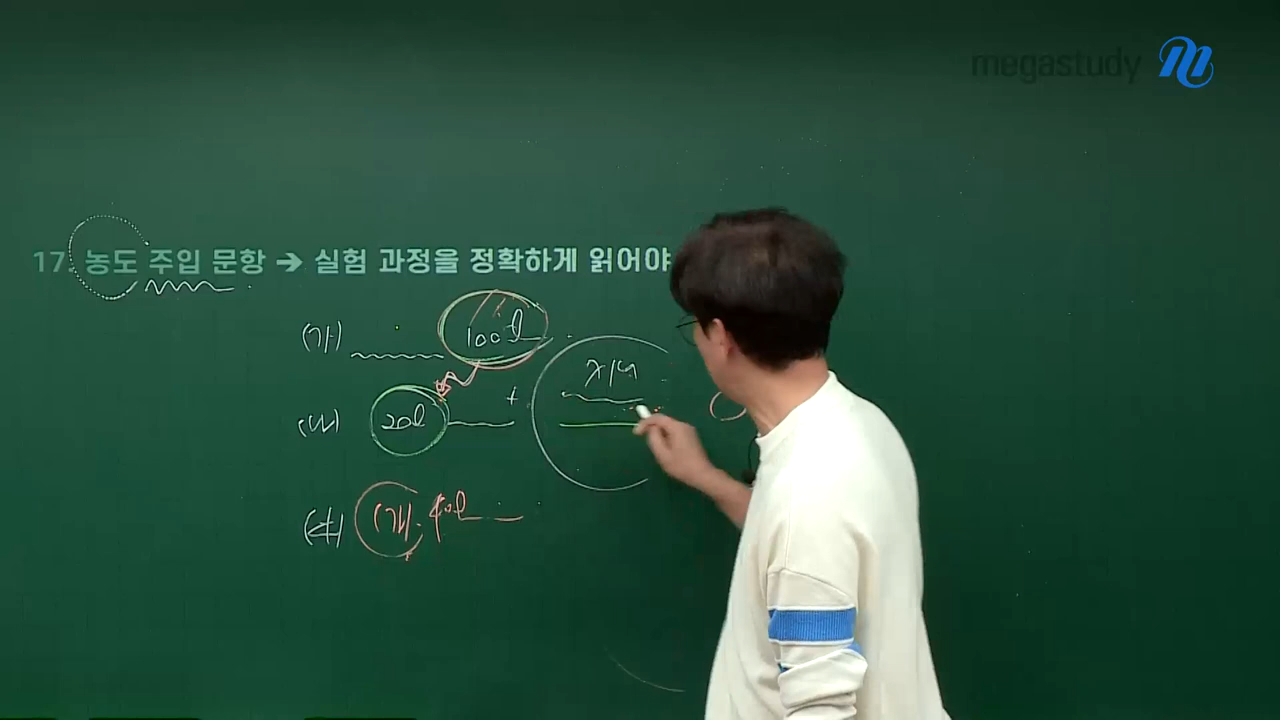 megastudy
17. 농도 주입 문항 → 실험 과정을 정확하게 읽어야
(가) 100
(나) 20 +
(다) (가)